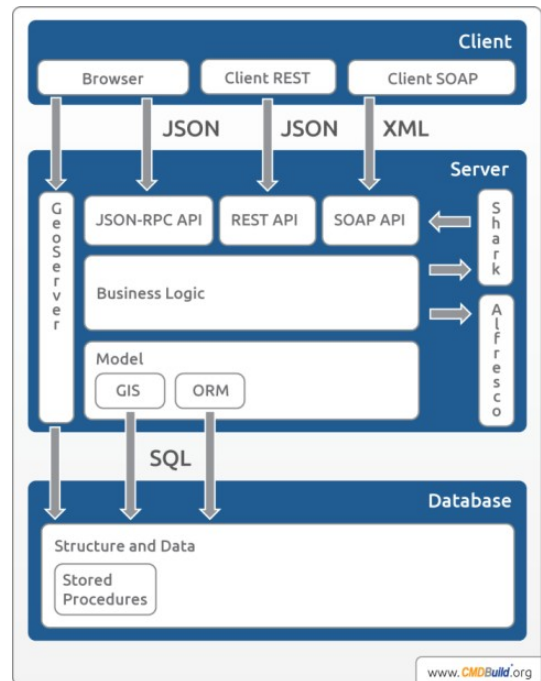 Client
Browser
Client REST
Client SOAP
JSON
JSON
XML
Server
GeoServer
JSON-RPC API
REST API
SOAP API
Shark
Business Logic
Alfresco
Model
GIS
ORM
SQL
Database
Structure and Data
Stored
Procedures
www.CMDBuild.org